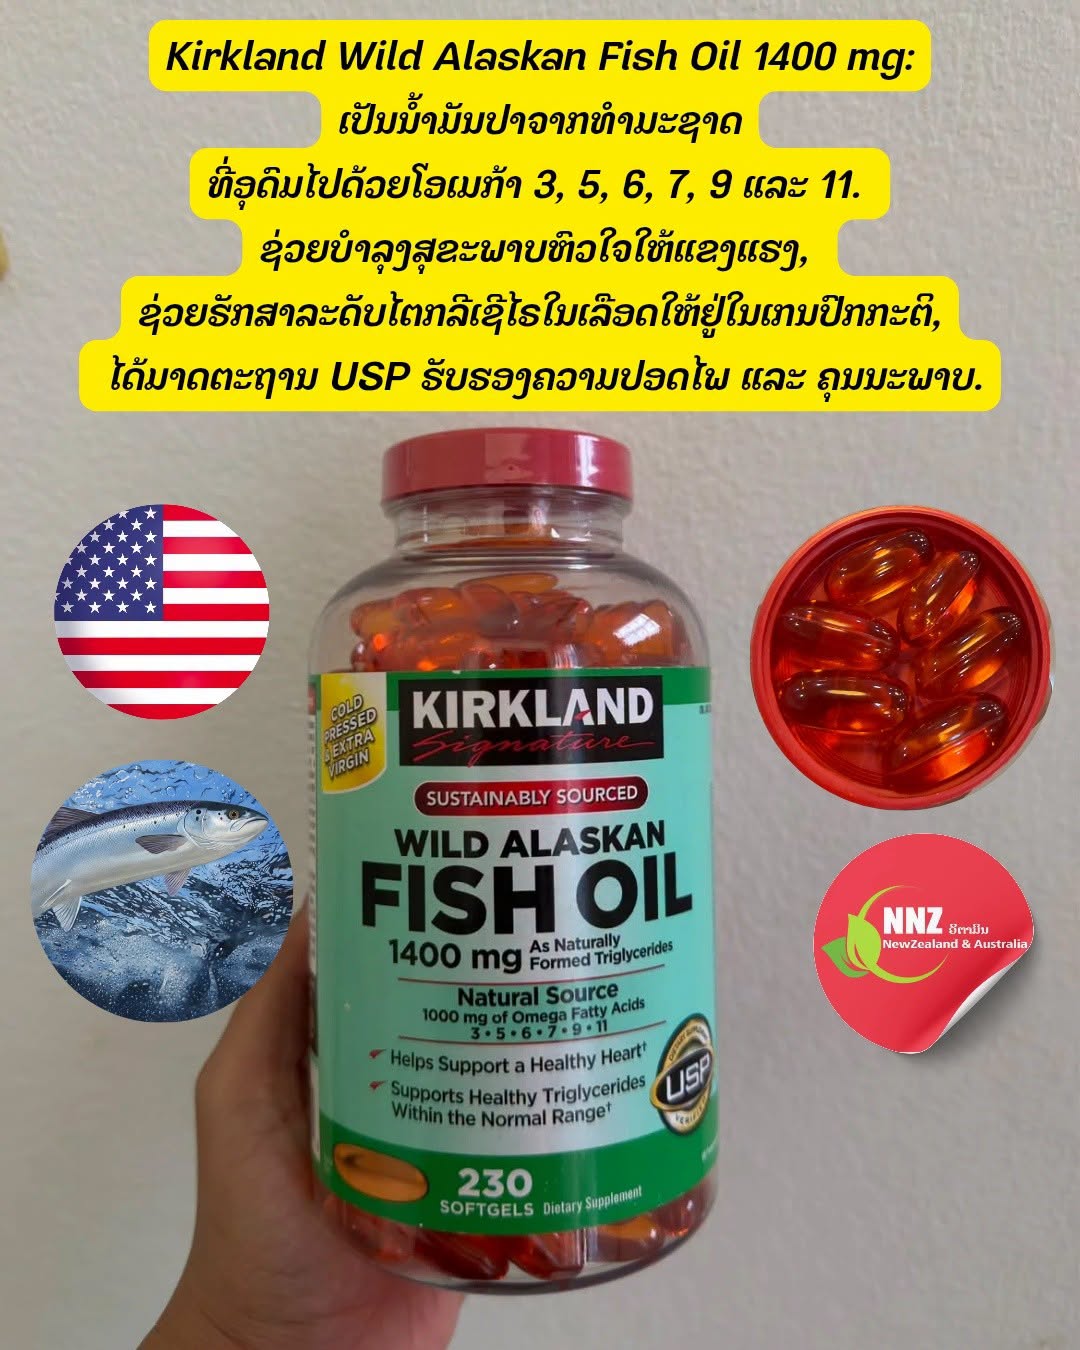 Kirkland Wild Alaskan Fish Oil 1400 mg:
ເປັນນ້ຳມັນປາຈາກທຳມະຊາດ
ທີ່ອຸດົມໄປດ້ວຍໂອເມກ້າ 3, 5, 6, 7, 9 ແລະ 11.
ຊ່ວຍບຳລຸງສຸຂະພາບຫົວໃຈໃຫ້ແຂງແຮງ,
ຊ່ວຍຮັກສາລະດັບໄຕກລີເຊີໄຣໃນເລືອດໃຫ້ຢູ່ໃນເກນປົກກະຕິ,
ໄດ້ມາດຕະຖານ USP ຮັບຮອງຄວາມປອດໄພ ແລະ ຄຸນນະພາບ.
COLD
PRESSED
& EXTRA
VIRGIN
KIRKLAND
Signature
SUSTAINABLY SOURCED
WILD ALASKAN
FISH OIL
1400 mg As Naturally
Formed Triglycerides
Natural Source
1000 mg of Omega Fatty Acids
3 • 5 • 6 • 7 • 9 • 11
Helps Support a Healthy Heart†
Supports Healthy Triglycerides
Within the Normal Range†
DIETARY SUPPLEMENT
USP
VERIFIED
230
SOFTGELS Dietary Supplement
NNZ ວິຕາມິນ
NewZealand & Australia